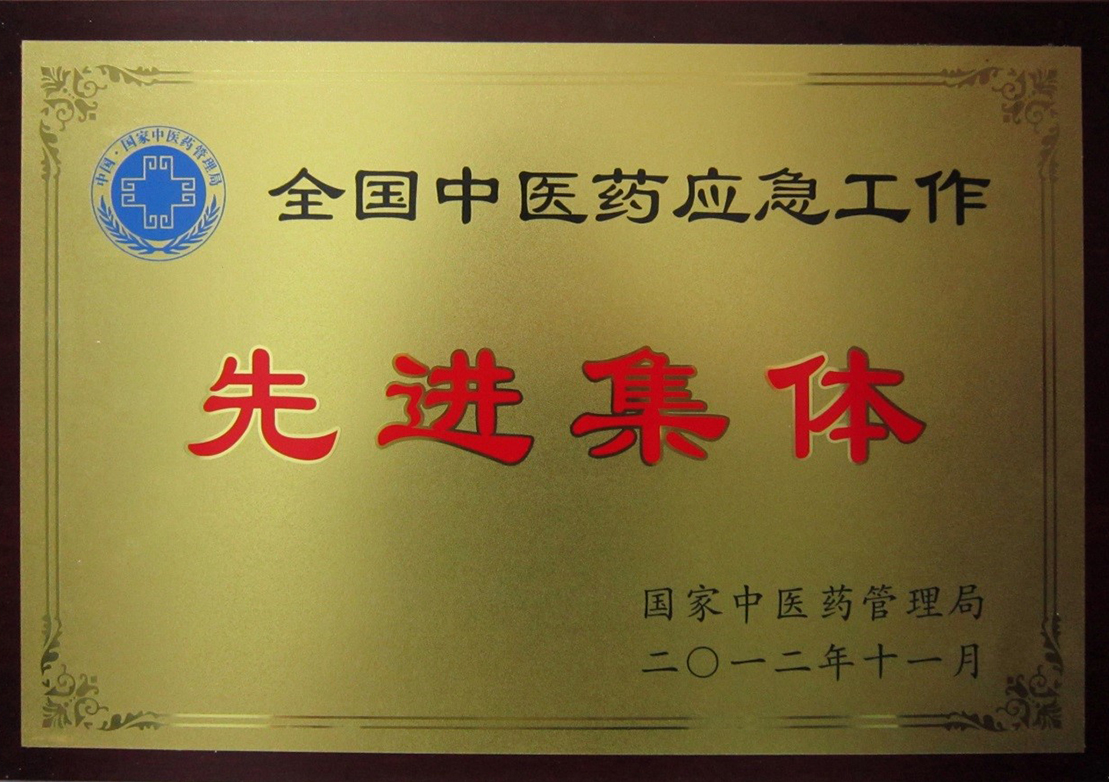 中国·国家中医药管理局
全国中医药应急工作
先进集体
国家中医药管理局
二〇一二年十一月